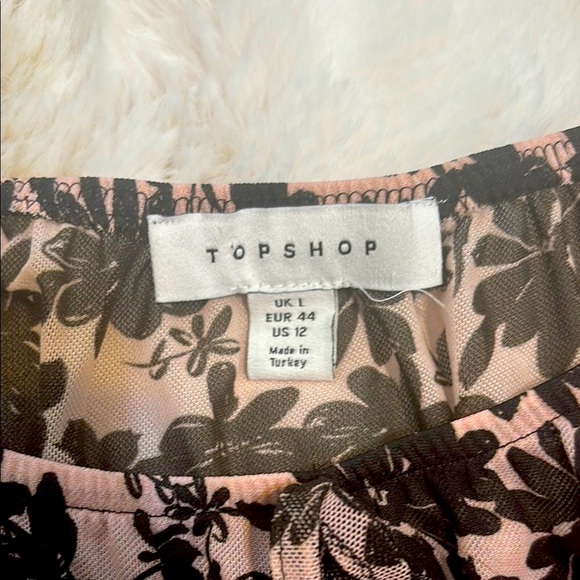 TOPSHOP
UK L
EUR 44
US 12
Made in
Turkey